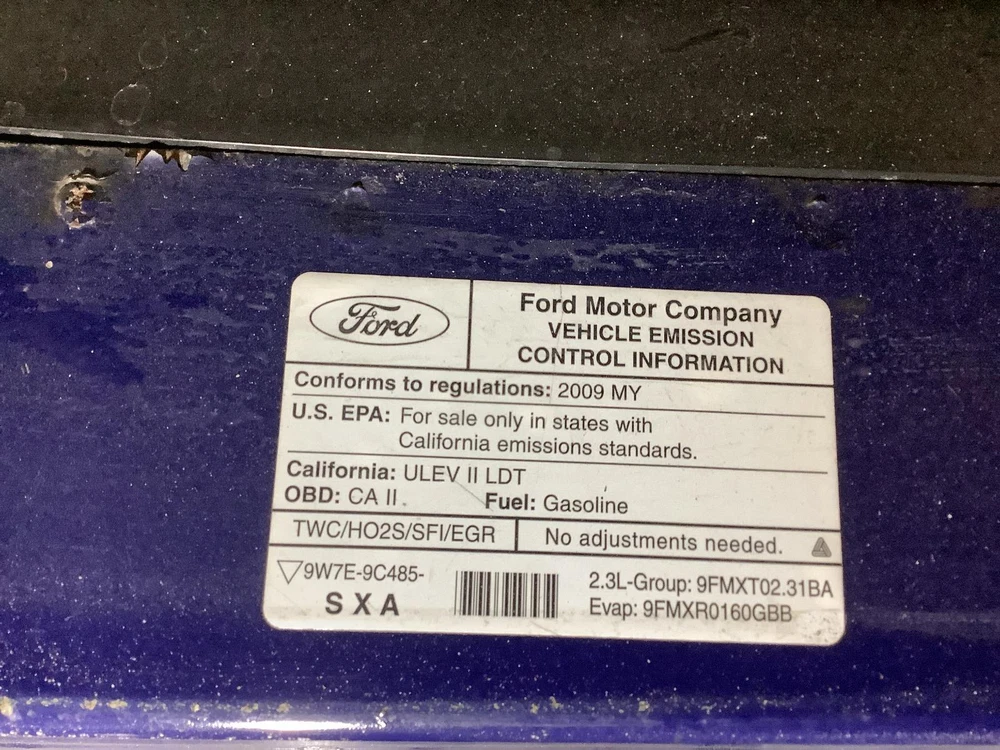 Ford
Ford Motor Company
VEHICLE EMISSION
CONTROL INFORMATION
Conforms to regulations: 2009 MY
U.S. EPA: For sale only in states with
California emissions standards.
California: ULEV II LDT
OBD: CA II.
Fuel: Gasoline
TWC/HO2S/SFI/EGR
No adjustments needed.
9W7E-9C485-
S X A
2.3L-Group: 9FMXT02.31BA
Evap: 9FMXR0160GBB